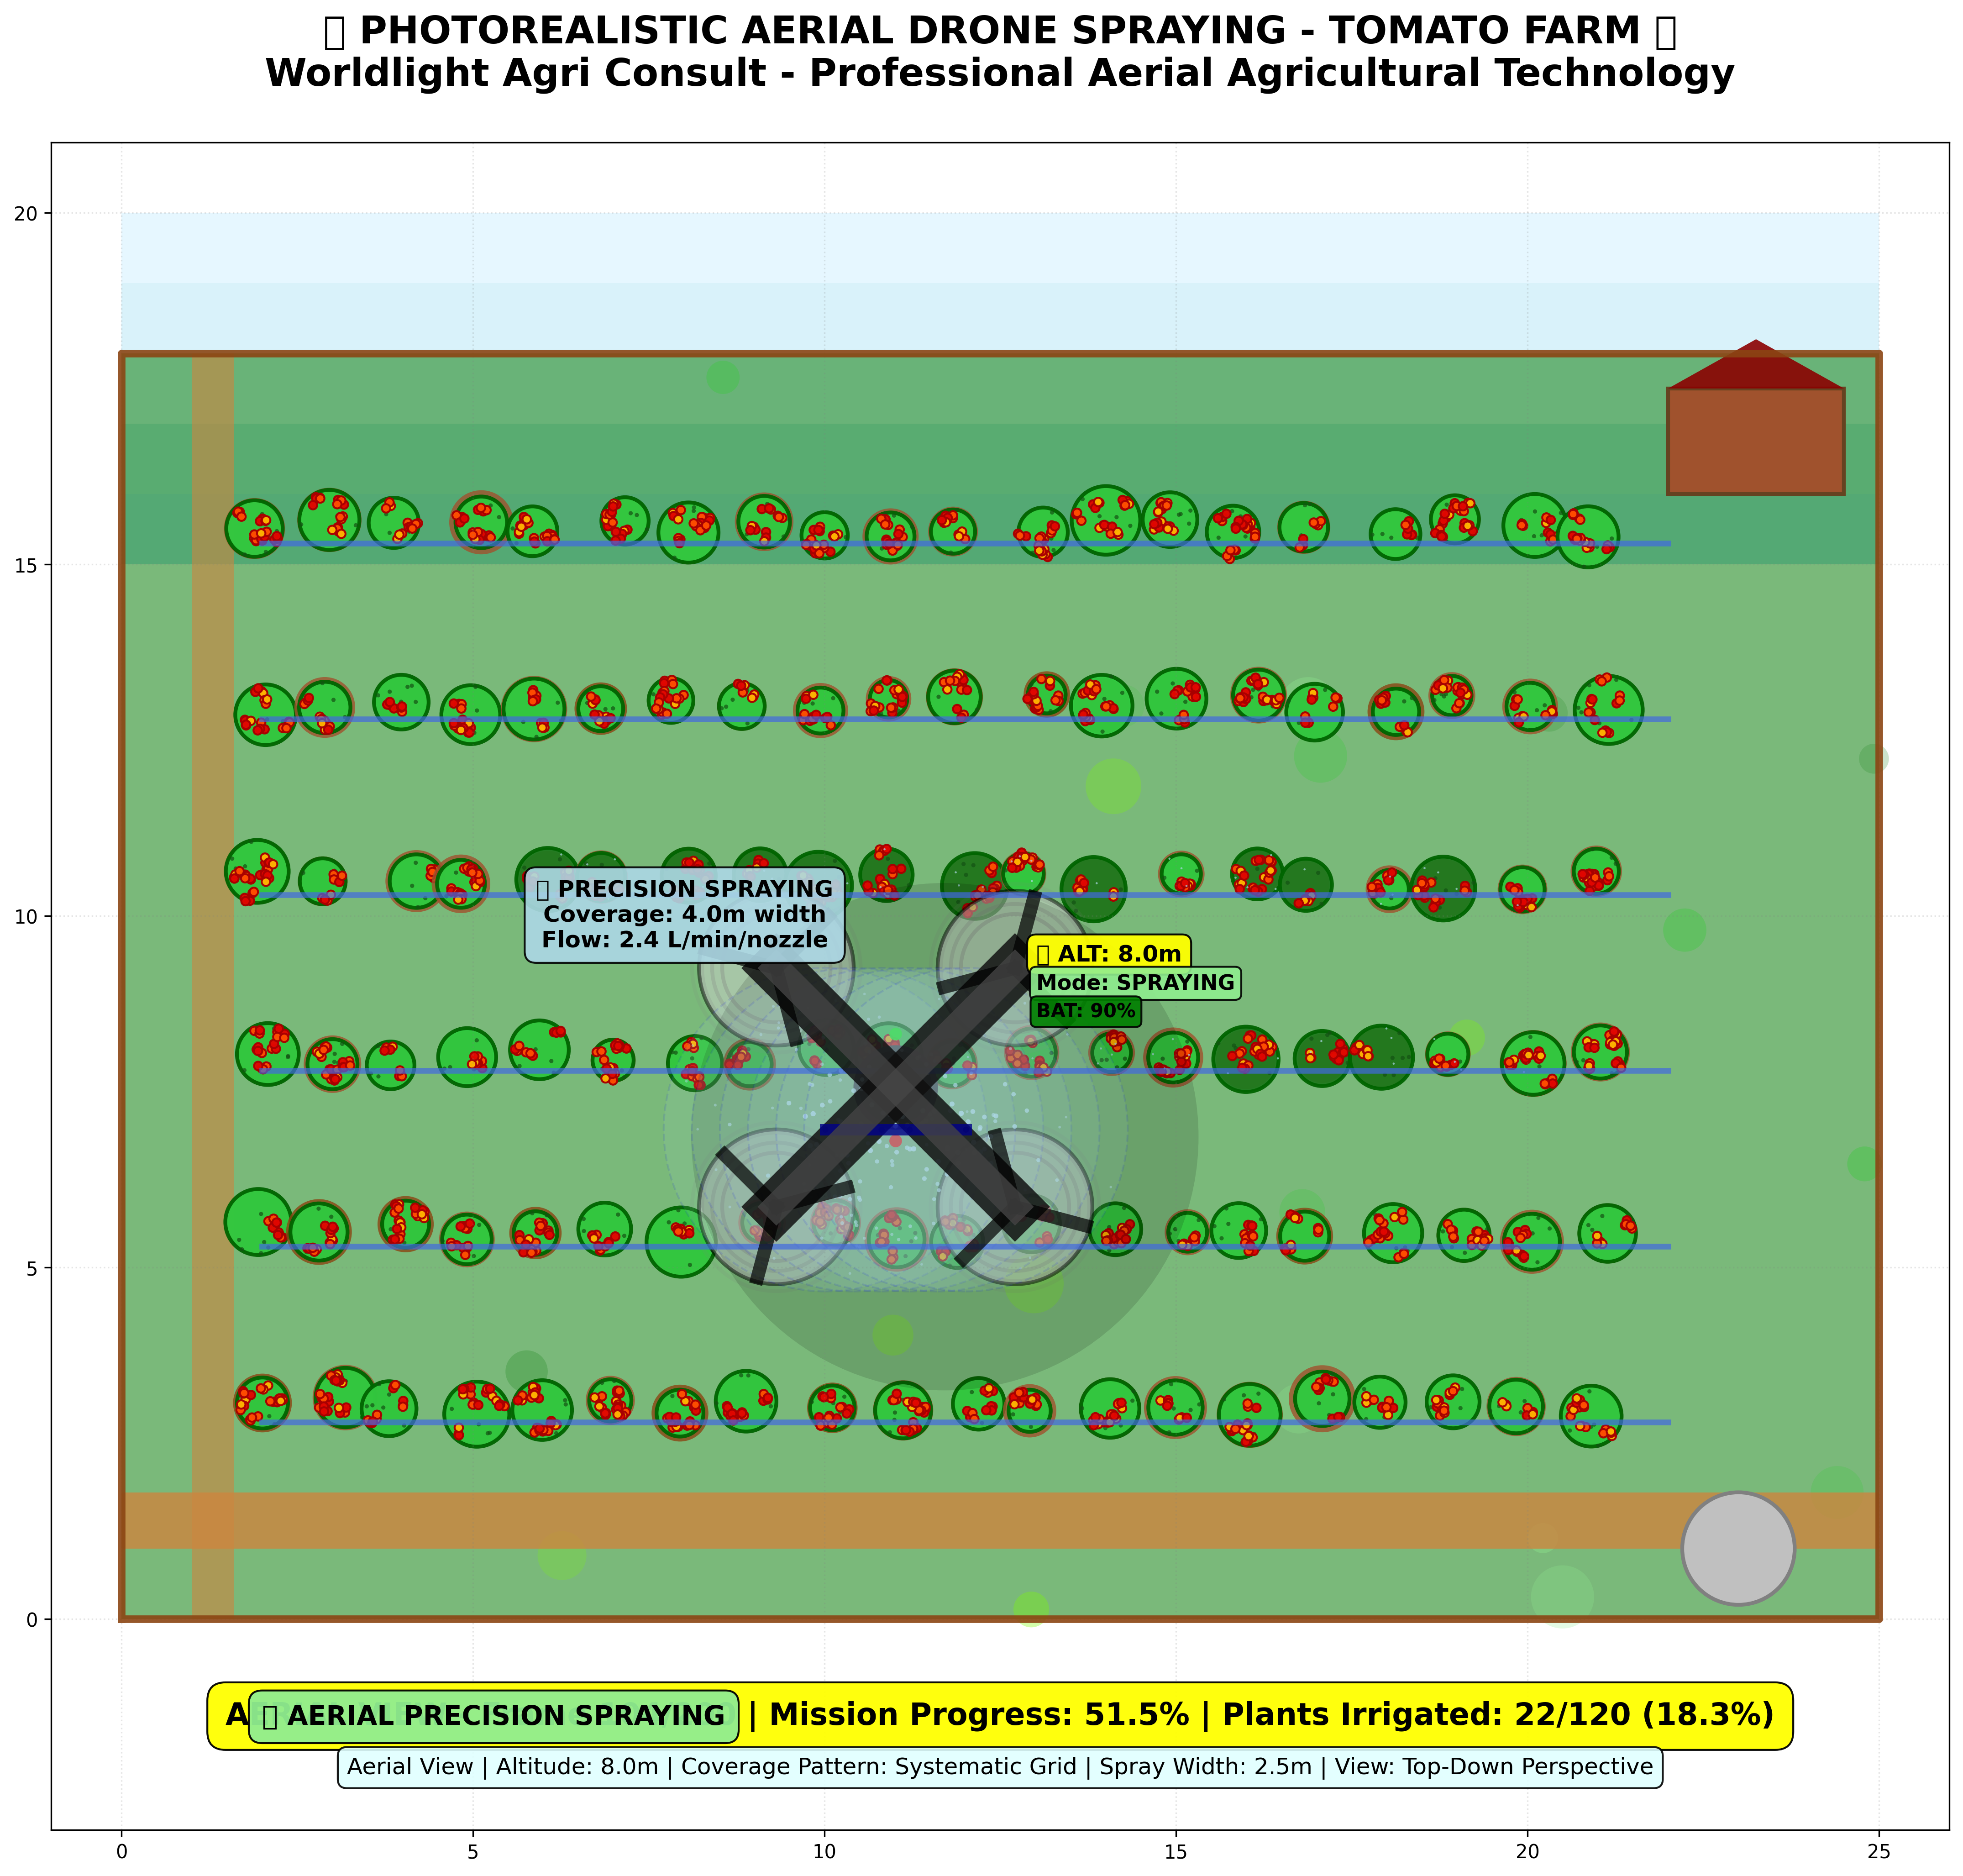 PHOTOREALISTIC AERIAL DRONE SPRAYING - TOMATO FARM
Worldlight Agri Consult - Professional Aerial Agricultural Technology
20
15
10
5
0
PRECISION SPRAYING
Coverage: 4.0m width
Flow: 2.4 L/min/nozzle
ALT: 8.0m
Mode: SPRAYING
BAT: 90%
AERIAL PRECISION SPRAYING
| Mission Progress: 51.5% | Plants Irrigated: 22/120 (18.3%)
Aerial View | Altitude: 8.0m | Coverage Pattern: Systematic Grid | Spray Width: 2.5m | View: Top-Down Perspective
0 5 10 15 20 25